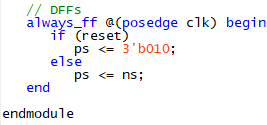 // DFFs
always_ff @(posedge clk) begin
if (reset)
ps <= 3'b010;
else
ps <= ns;
end
endmodule